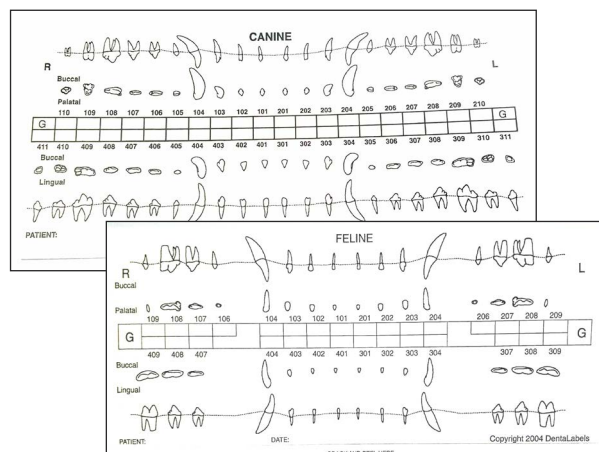 CANINE
R
L
Buccal
Palatal
110 109 108 107 106 105 104 103 102 101 201 202 203 204 205 206 207 208 209 210
G G
411 410 409 408 407 406 405 404 403 402 401 301 302 303 304 305 306 307 308 309 310 311
Buccal
Lingual
PATIENT:
FELINE
R
L
Buccal
Palatal
109 108 107 106 104 103 102 101 201 202 203 204 206 207 208 209
G G
409 408 407 404 403 402 401 301 302 303 304 307 308 309
Buccal
Lingual
PATIENT: DATE: Copyright 2004 DentaLabels